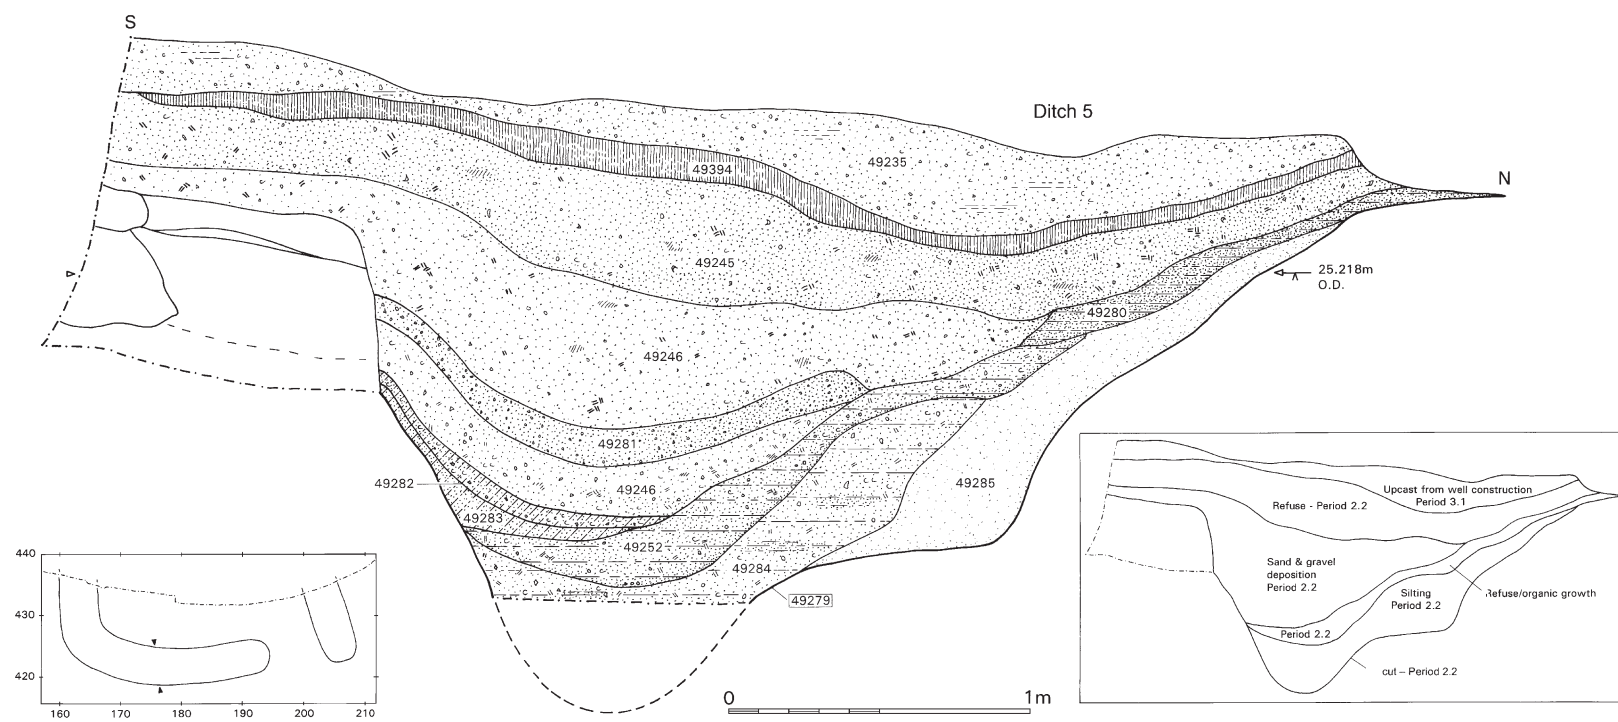 S
Ditch 5
N
49235
49394
49245
25.218m
O.D.
49280
49246
49281
49282
49246
49285
49283
49252
49284
49279
0 1m
440
430
420
160 170 180 190 200 210
Upcast from well construction
Period 3.1
Refuse - Period 2.2
Sand & gravel
deposition
Period 2.2
Silting
Period 2.2
Refuse/organic growth
Period 2.2
cut – Period 2.2